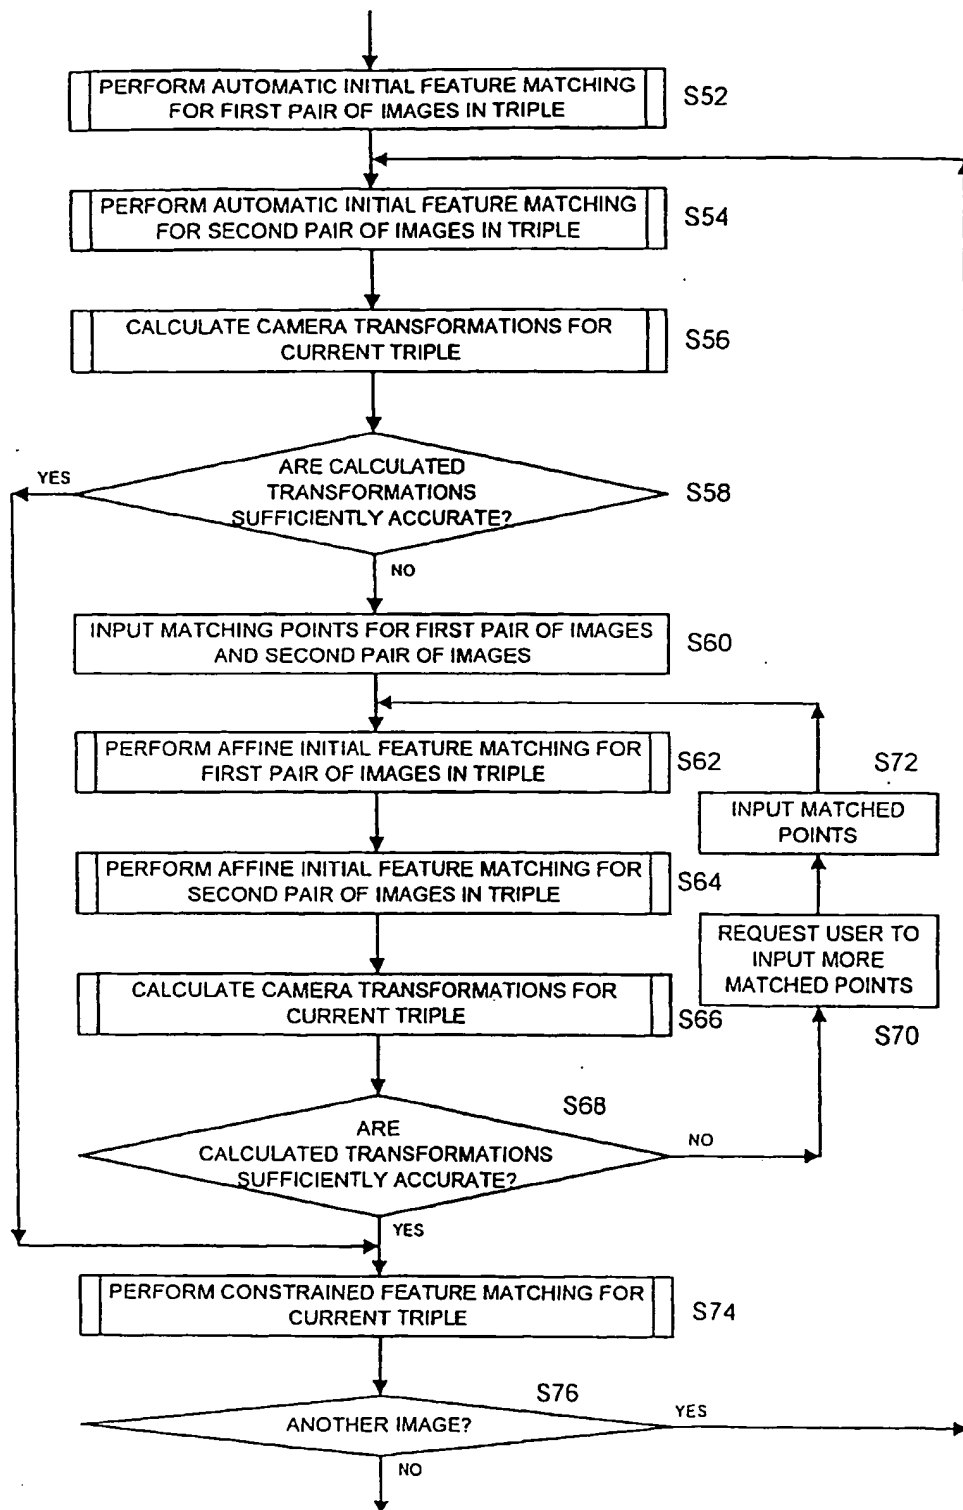 PERFORM AUTOMATIC INITIAL FEATURE MATCHING
FOR FIRST PAIR OF IMAGES IN TRIPLE
S52
PERFORM AUTOMATIC INITIAL FEATURE MATCHING
FOR SECOND PAIR OF IMAGES IN TRIPLE
S54
CALCULATE CAMERA TRANSFORMATIONS FOR
CURRENT TRIPLE
S56
YES
ARE CALCULATED
TRANSFORMATIONS
SUFFICIENTLY ACCURATE?
S58
NO
INPUT MATCHING POINTS FOR FIRST PAIR OF IMAGES
AND SECOND PAIR OF IMAGES
S60
PERFORM AFFINE INITIAL FEATURE MATCHING FOR
FIRST PAIR OF IMAGES IN TRIPLE
S62
S72
INPUT MATCHED
POINTS
PERFORM AFFINE INITIAL FEATURE MATCHING FOR
SECOND PAIR OF IMAGES IN TRIPLE
S64
REQUEST USER TO
INPUT MORE
MATCHED POINTS
S70
CALCULATE CAMERA TRANSFORMATIONS FOR
CURRENT TRIPLE
S66
S68
ARE
CALCULATED TRANSFORMATIONS
SUFFICIENTLY ACCURATE?
NO
YES
PERFORM CONSTRAINED FEATURE MATCHING FOR
CURRENT TRIPLE
S74
S76
ANOTHER IMAGE?
YES
NO